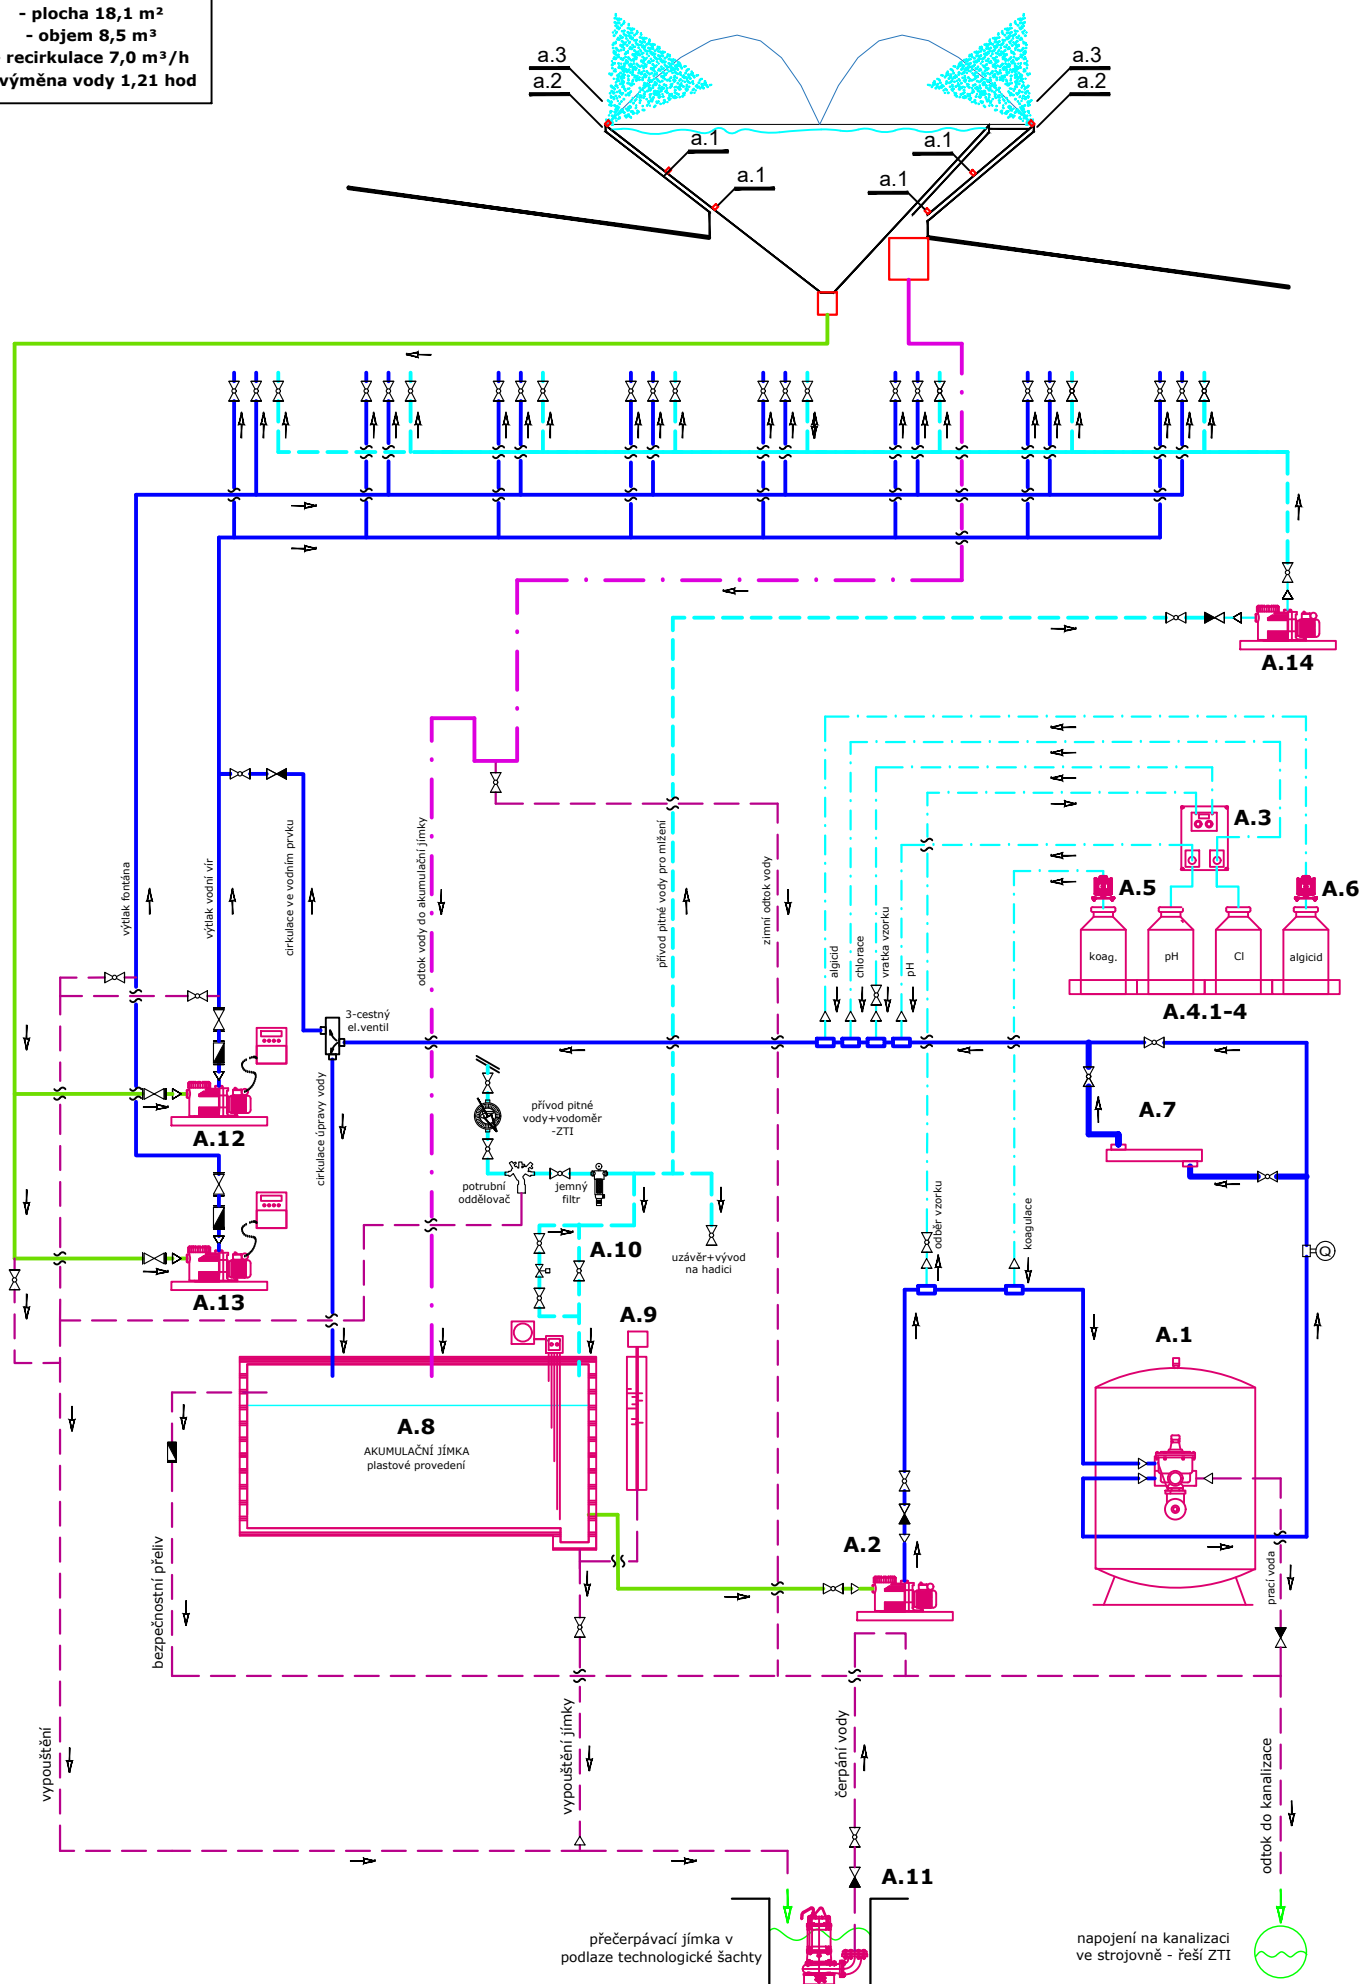 - plocha 18,1 m²
- objem 8,5 m³
recirkulace 7,0 m³/h
výměna vody 1,21 hod
a.3
a.2
a.3
a.2
a.1
a.1
a.1
a.1
A.14
výtlak fontána
výtlak vodní vír
cirkulace ve vodním prvku
odtok vody do akumulační jímky
přívod pitné vody pro mlžení
zimní odtok vody
A.3
A.5
A.6
koag.
pH
Cl
algicid
A.4.1-4
algicid
chlorace
vratka vzorku
pH
3-cestný
el.ventil
cirkulace úpravy vody
přívod pitné
vody+vodoměr
-ZTI
potrubní
oddělovač
jemný
filtr
A.10
uzávěr+vývod
na hadici
odběr vzorku
koagulace
A.7
Q
A.12
A.13
A.9
A.1
A.8
AKUMULAČNÍ JÍMKA
plastové provedení
A.2
bezpečnostní přeliv
prací voda
vypouštění
vypouštění jímky
čerpání vody
odtok do kanalizace
A.11
přečerpávací jímka v
podlaze technologické šachty
napojení na kanalizaci
ve strojovně - řeší ZTI